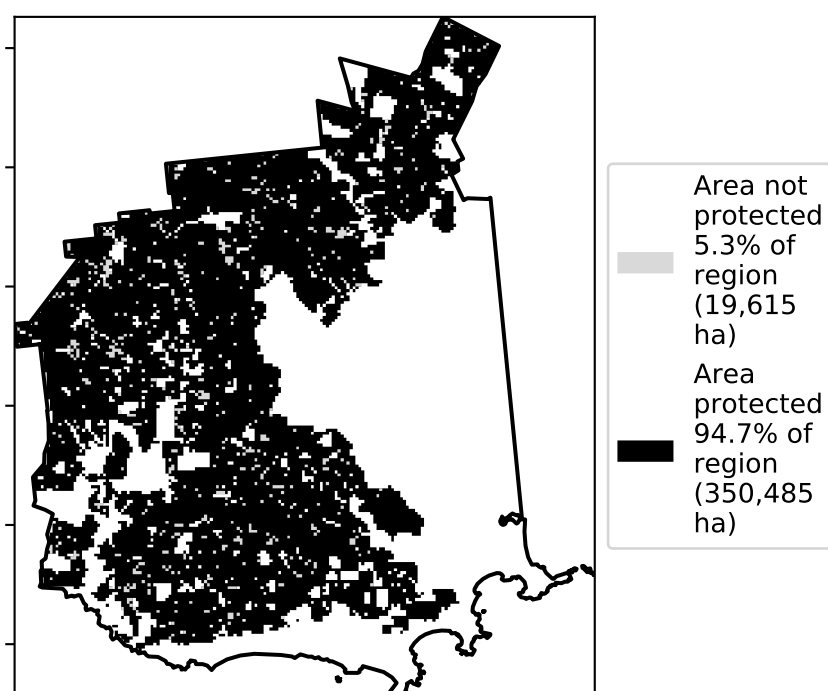 Area not
protected
5.3% of
region
(19,615
ha)
Area
protected
94.7% of
region
(350,485
ha)